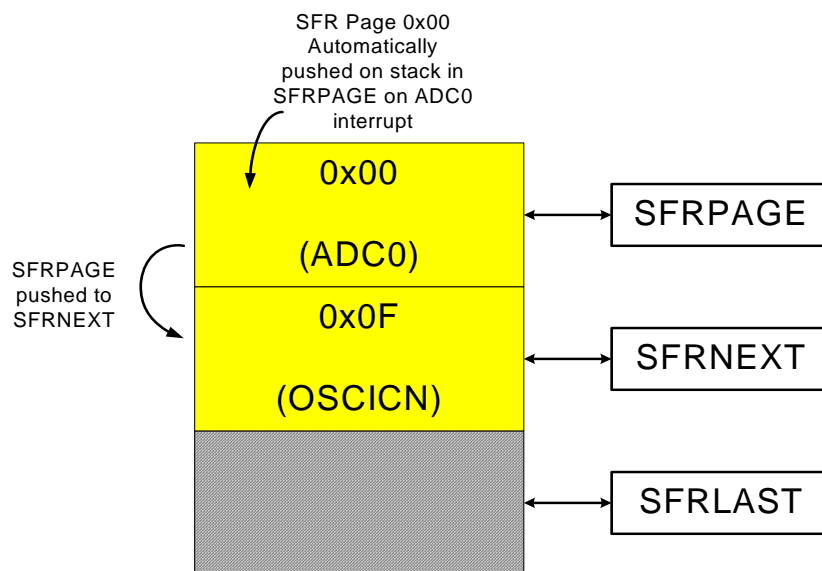 SFR Page 0x00
Automatically
pushed on stack in
SFRPAGE on ADC0
interrupt
0x00
(ADC0)
SFRPAGE
SFRPAGE
pushed to
SFRNEXT
0x0F
(OSCICN)
SFRNEXT
SFRLAST